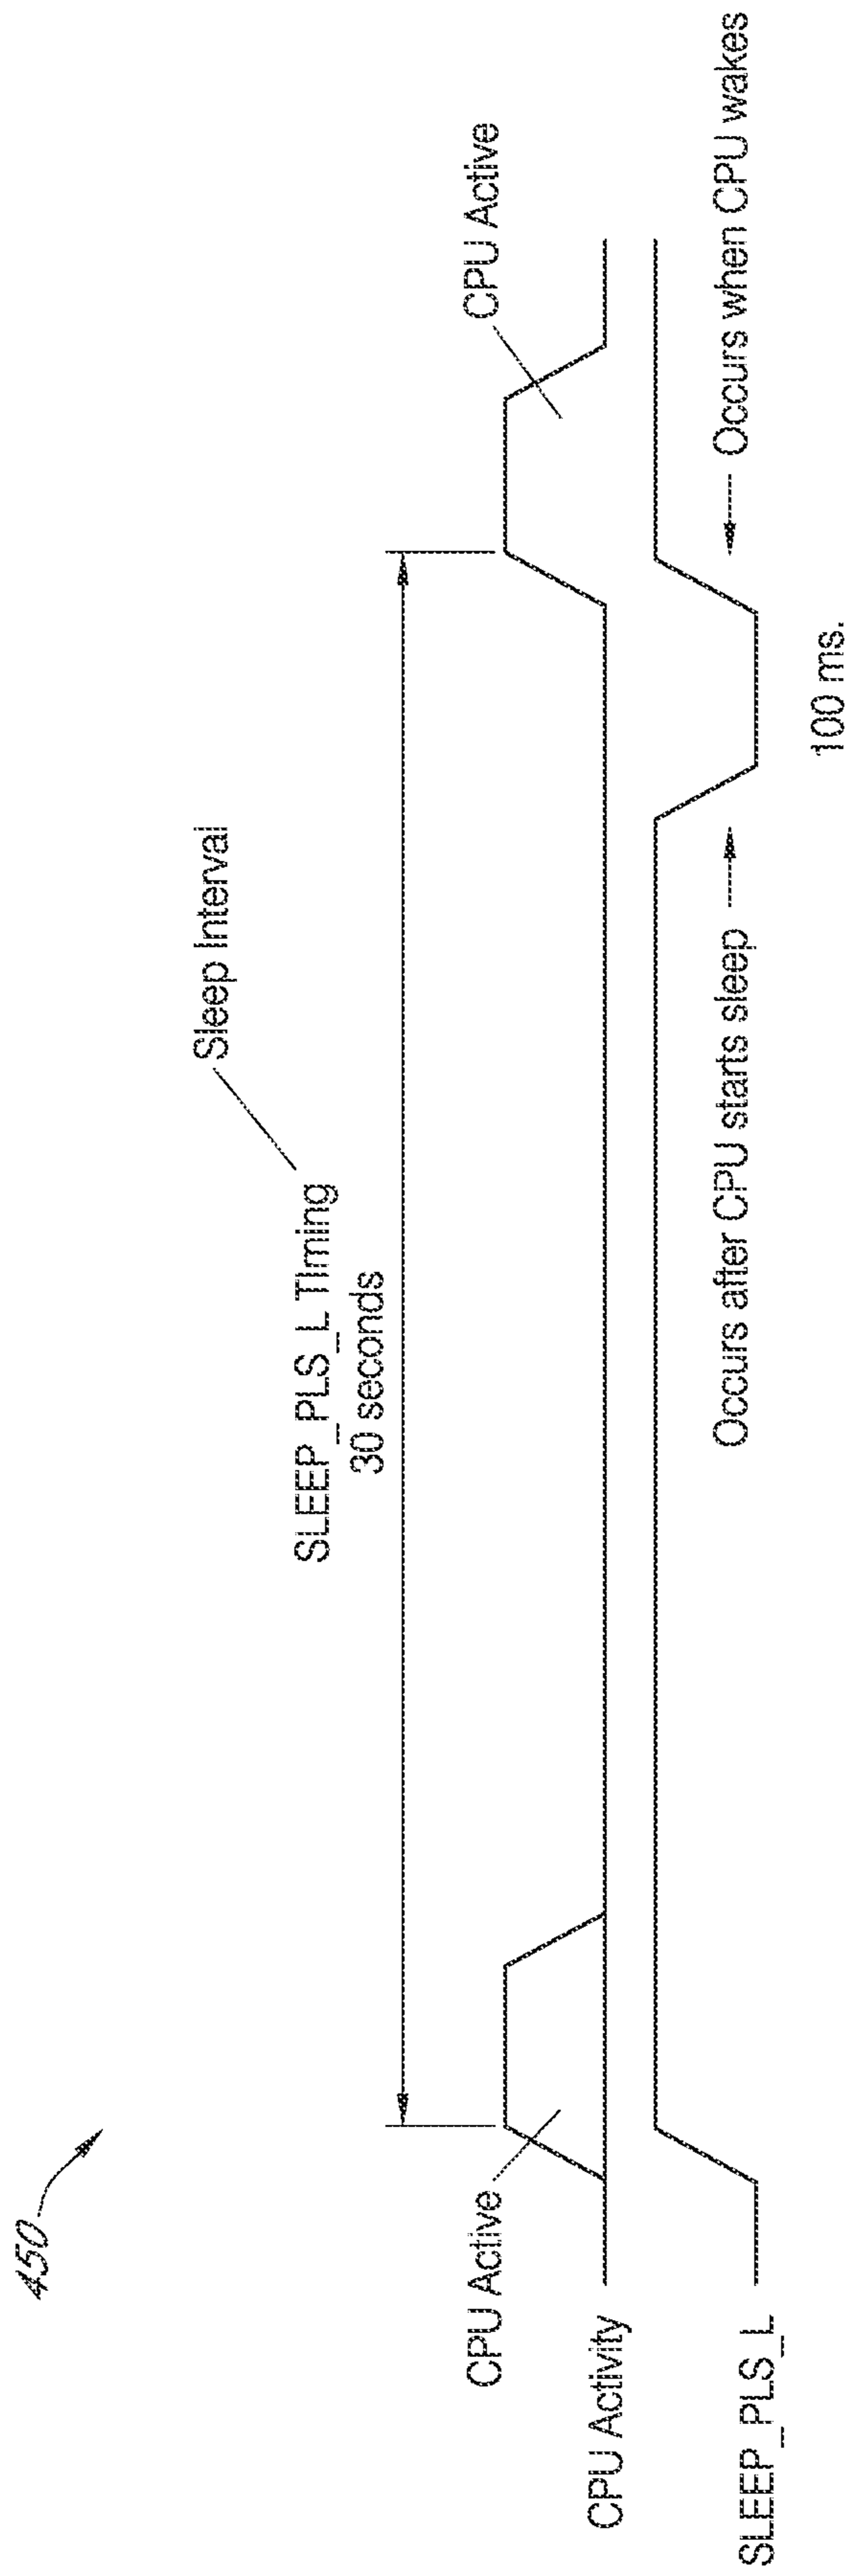 450
Sleep Interval
SLEEP_PLS_L Timing
30 seconds
CPU Active
CPU Active
CPU Activity
SLEEP_PLS_L
Occurs after CPU starts sleep
Occurs when CPU wakes
100 ms.